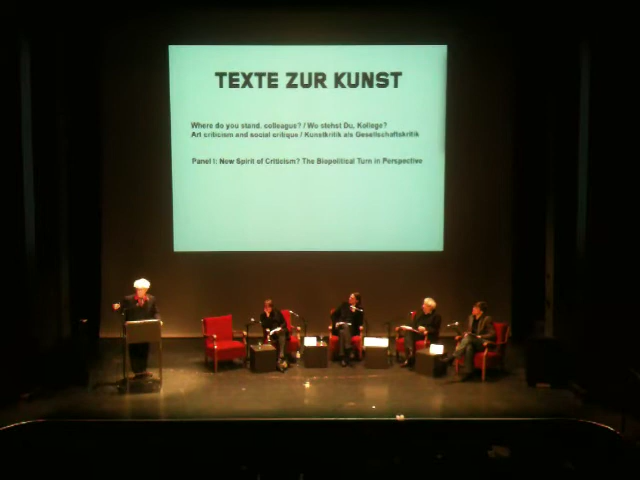 TEXTE ZUR KUNST
Where do you stand, colleague? / Wo stehst Du, Kollege?
Art criticism and social critique / Kunstkritik als Gesellschaftskritik
Panel I: New Spirit of Criticism? The Biopolitical Turn in Perspective